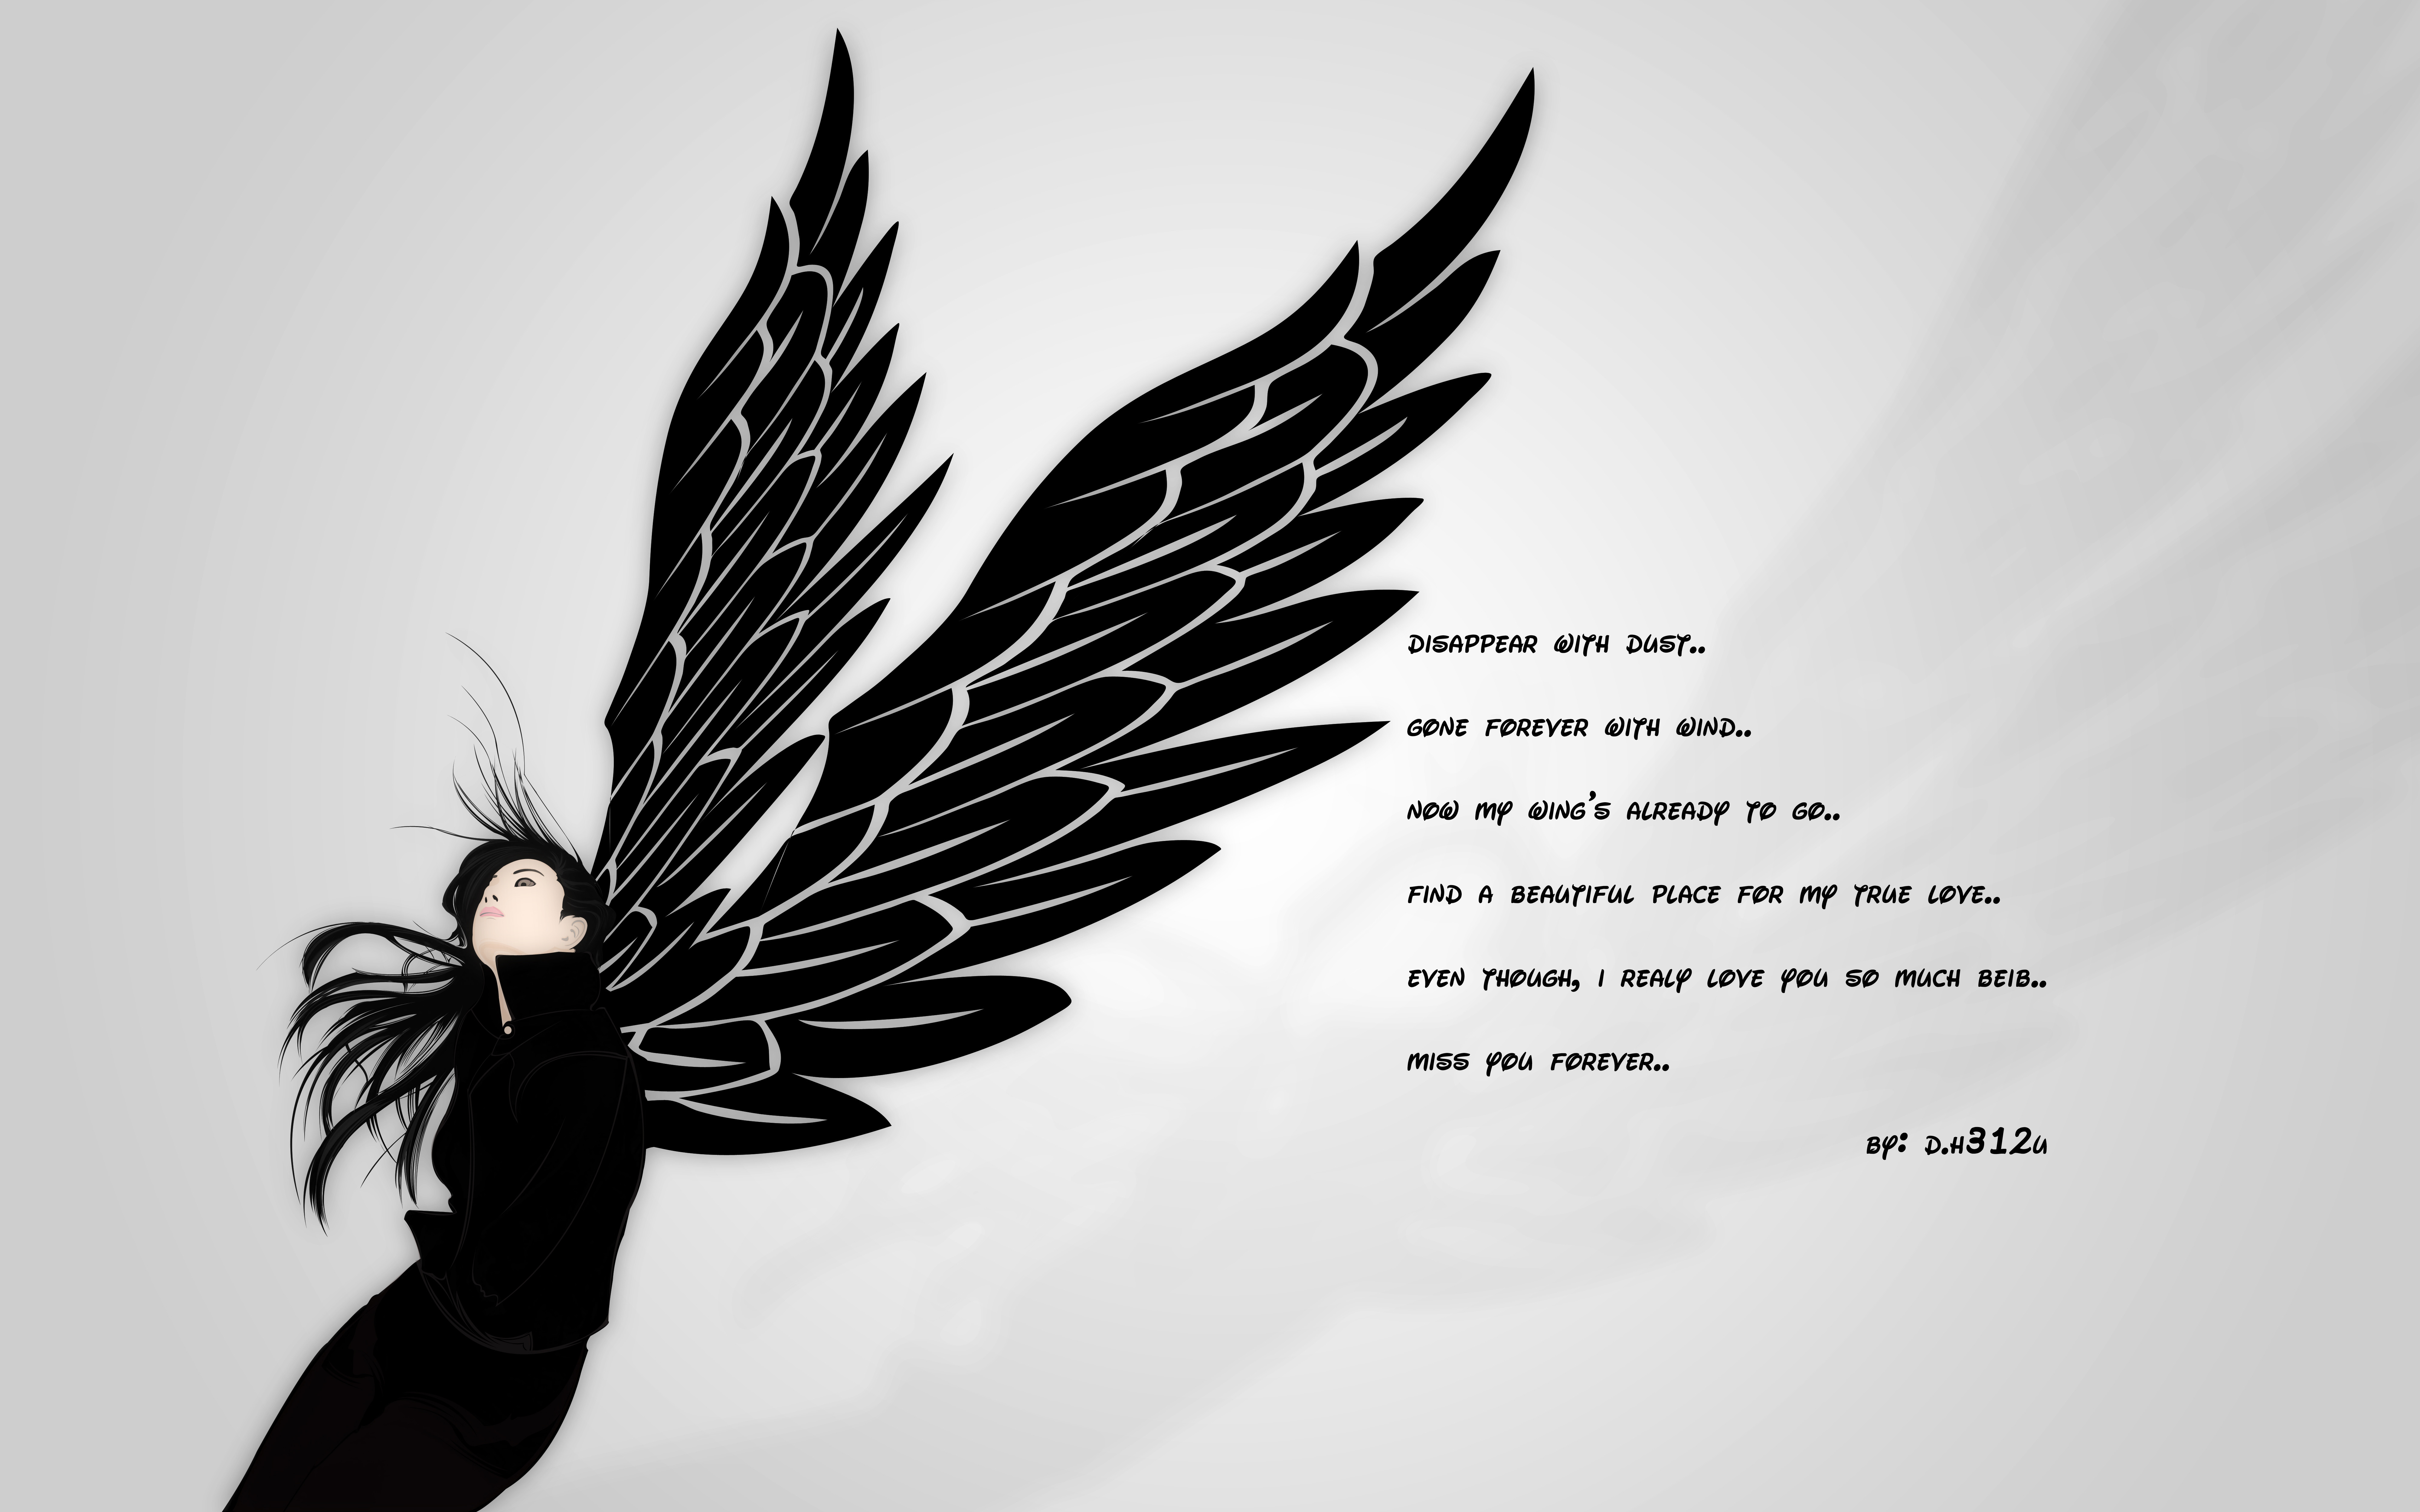 DISAPPEAR WITH DUST..
GONE FOREVER WITH WIND..
NOW MY WING'S ALREADY TO GO..
FIND A BEAUTIFUL PLACE FOR MY TRUE LOVE..
EVEN THOUGH, I REALY LOVE YOU SO MUCH BEIB..
MISS YOU FOREVER..
BY: D.H312U